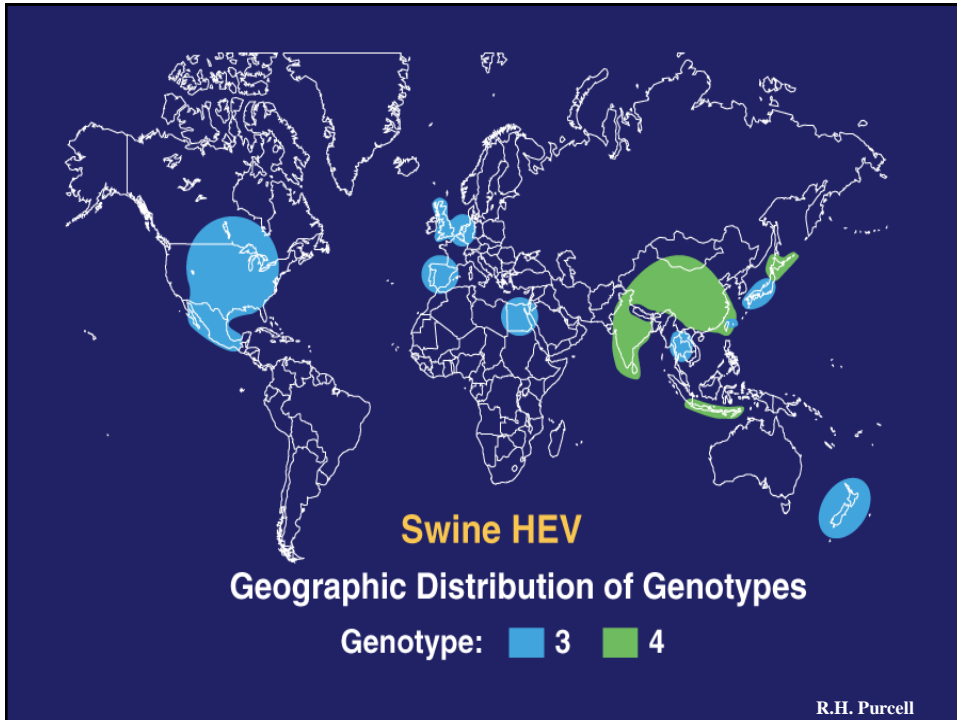 Swine HEV
Geographic Distribution of Genotypes
Genotype: 3 4
R.H. Purcell